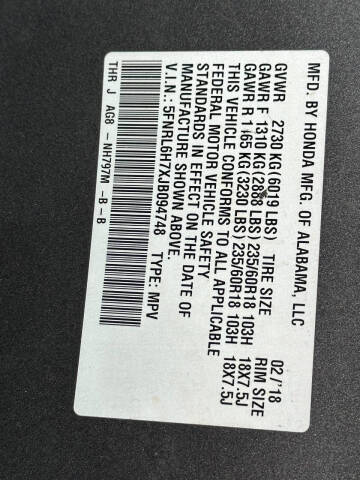 MFD. BY HONDA MFG. OF ALABAMA, LLC
02/'18
GVWR 2730 KG (6019 LBS) TIRE SIZE RIM SIZE
GAWR F 1310 KG (2888 LBS) 235/60R18 103H 18X7.5J
GAWR R 1465 KG (3230 LBS) 235/60R18 103H 18X7.5J
THIS VEHICLE CONFORMS TO ALL APPLICABLE
FEDERAL MOTOR VEHICLE SAFETY
STANDARDS IN EFFECT ON THE DATE OF
MANUFACTURE SHOWN ABOVE.
V.I.N.: 5FNRL6H7XJB094748 TYPE: MPV
THR J AG8 - NH797M -B - B